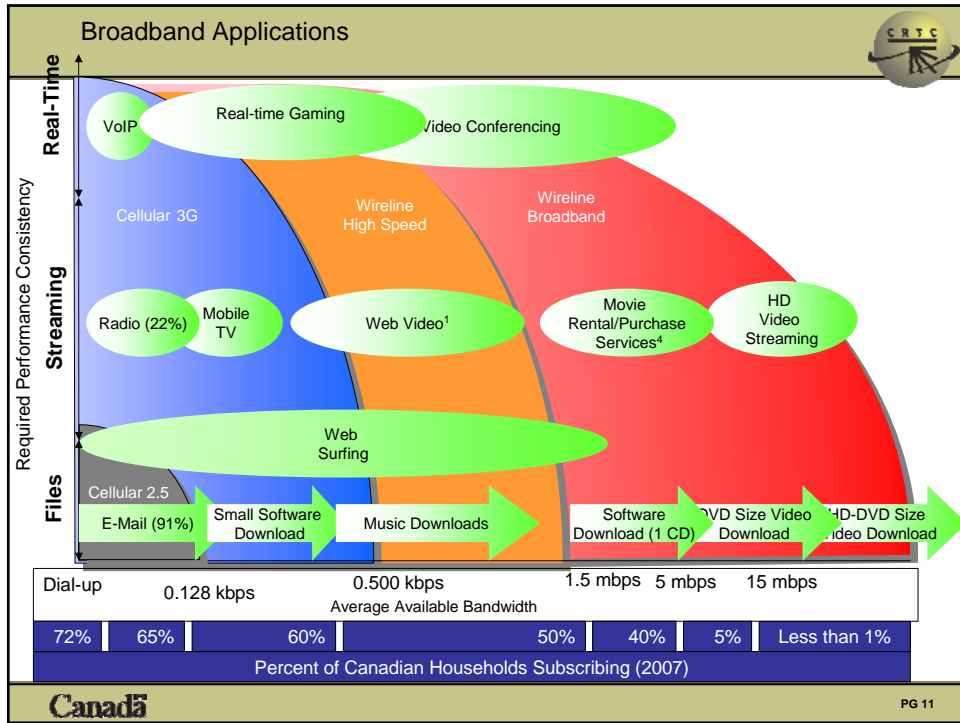 Broadband Applications
CRTC
Required Performance Consistency
Real-Time
Streaming
Files
VoIP
Real-time Gaming
Video Conferencing
Cellular 3G
Wireline
High Speed
Wireline
Broadband
Radio (22%)
Mobile
TV
Web Video¹
Movie
Rental/Purchase
Services⁴
HD
Video
Streaming
Web
Surfing
Cellular 2.5
E-Mail (91%)
Small Software
Download
Music Downloads
Software
Download (1 CD)
DVD Size Video
Download
HD-DVD Size
Video Download
Dial-up
0.128 kbps
0.500 kbps
1.5 mbps
5 mbps
15 mbps
Average Available Bandwidth
72%
65%
60%
50%
40%
5%
Less than 1%
Percent of Canadian Households Subscribing (2007)
Canada
PG 11